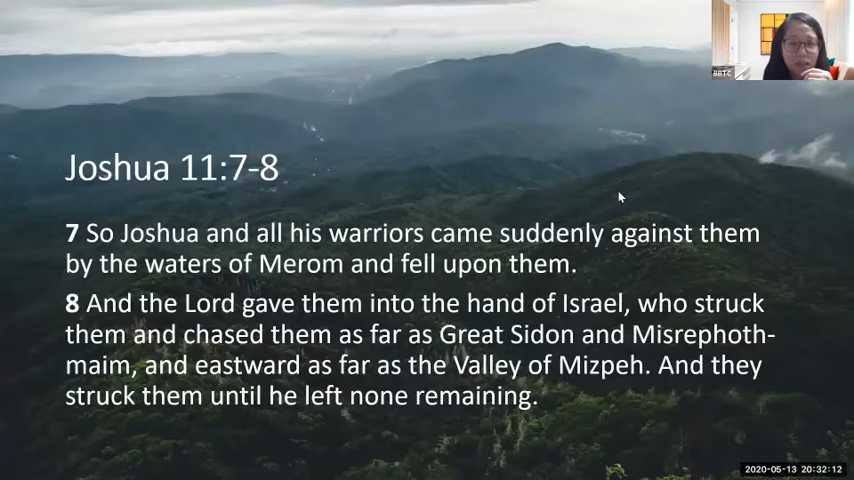 BBTC
Joshua 11:7-8
7 So Joshua and all his warriors came suddenly against them
by the waters of Merom and fell upon them.
8 And the Lord gave them into the hand of Israel, who struck
them and chased them as far as Great Sidon and Misrephoth-
maim, and eastward as far as the Valley of Mizpeh. And they
struck them until he left none remaining.
2020-05-13 20:32:12